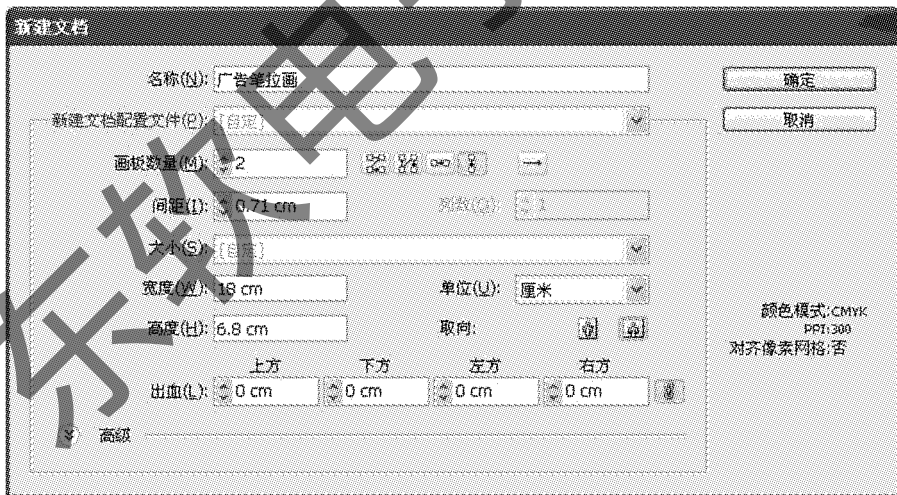 新建文档
名称(N): 广告笔拉画
确定
新建文档配置文件(P): [自定]
取消
画板数量(M): 2
间距(I): 0.71 cm 列数(O): 1
大小(S): [自定]
宽度(W): 18 cm 单位(U): 厘米
高度(H): 6.8 cm 取向:
颜色模式:CMYK
PPI:300
对齐像素网格:否
上方 下方 左方 右方
出血(L): 0 cm 0 cm 0 cm 0 cm
高级
东软电